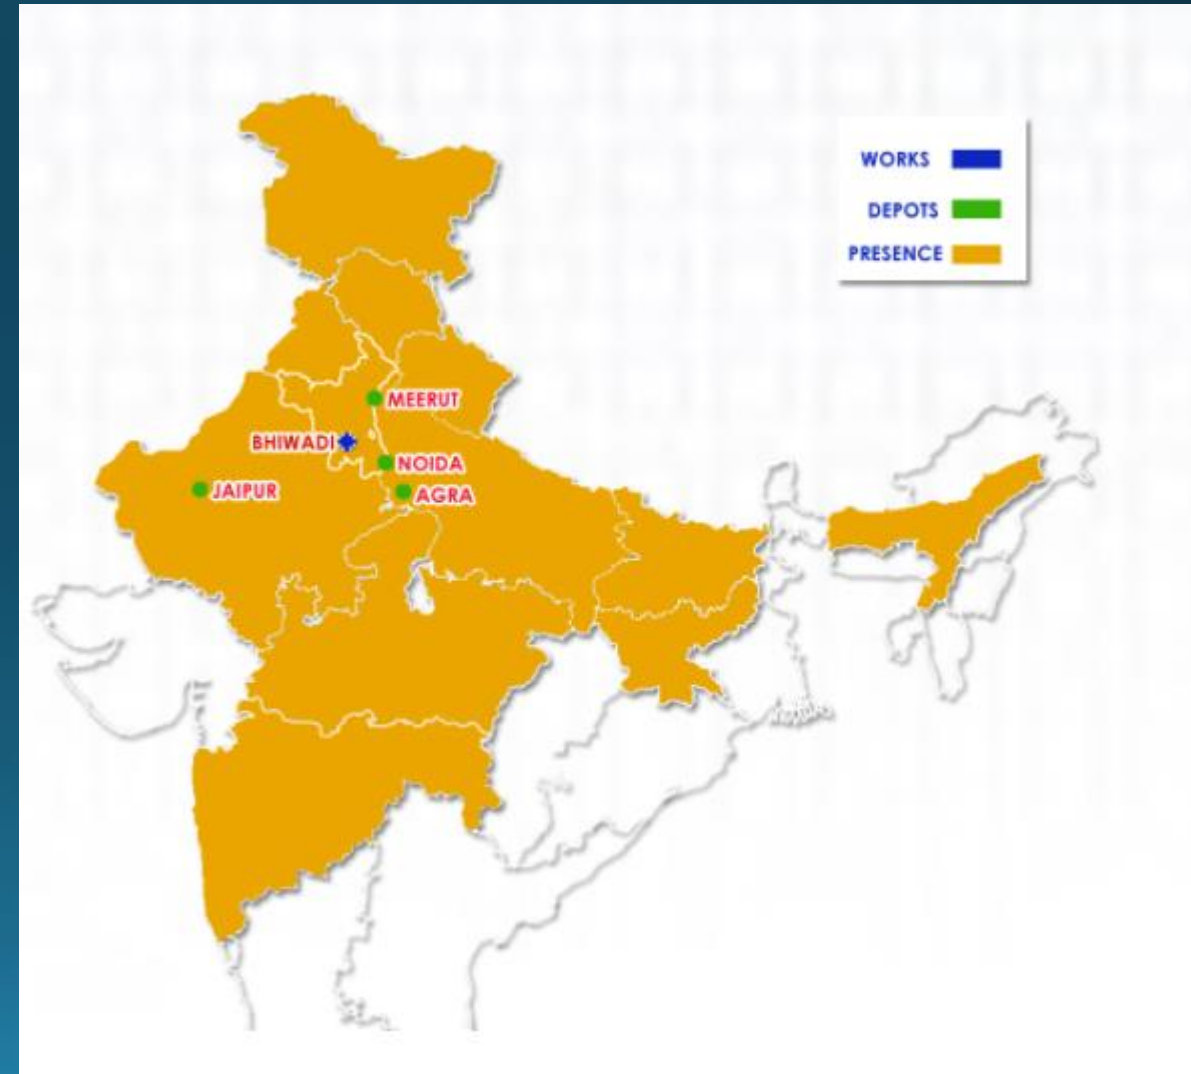 WORKS
DEPOTS
PRESENCE
MEERUT
BHIWADI
NOIDA
JAIPUR
AGRA